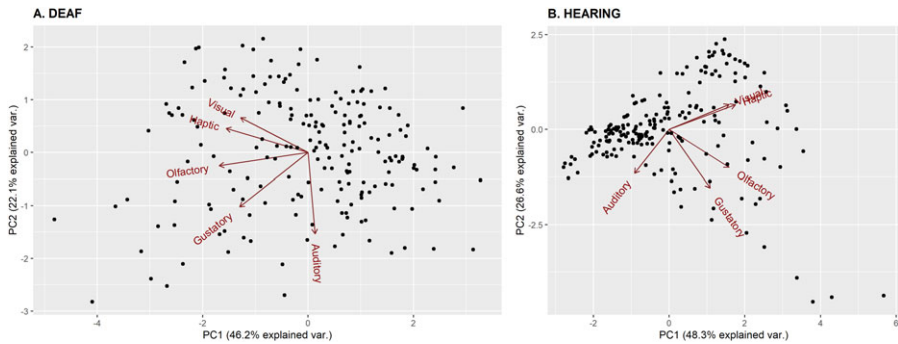 A. DEAF
PC2 (22.1% explained var.)
2
1
0
-1
-2
-3
Visual
Haptic
Olfactory
Gustatory
Auditory
-4
-2
0
2
PC1 (46.2% explained var.)
B. HEARING
PC2 (26.6% explained var.)
2.5
0.0
-2.5
Visual
Haptic
Olfactory
Gustatory
Auditory
-2
0
2
4
6
PC1 (48.3% explained var.)